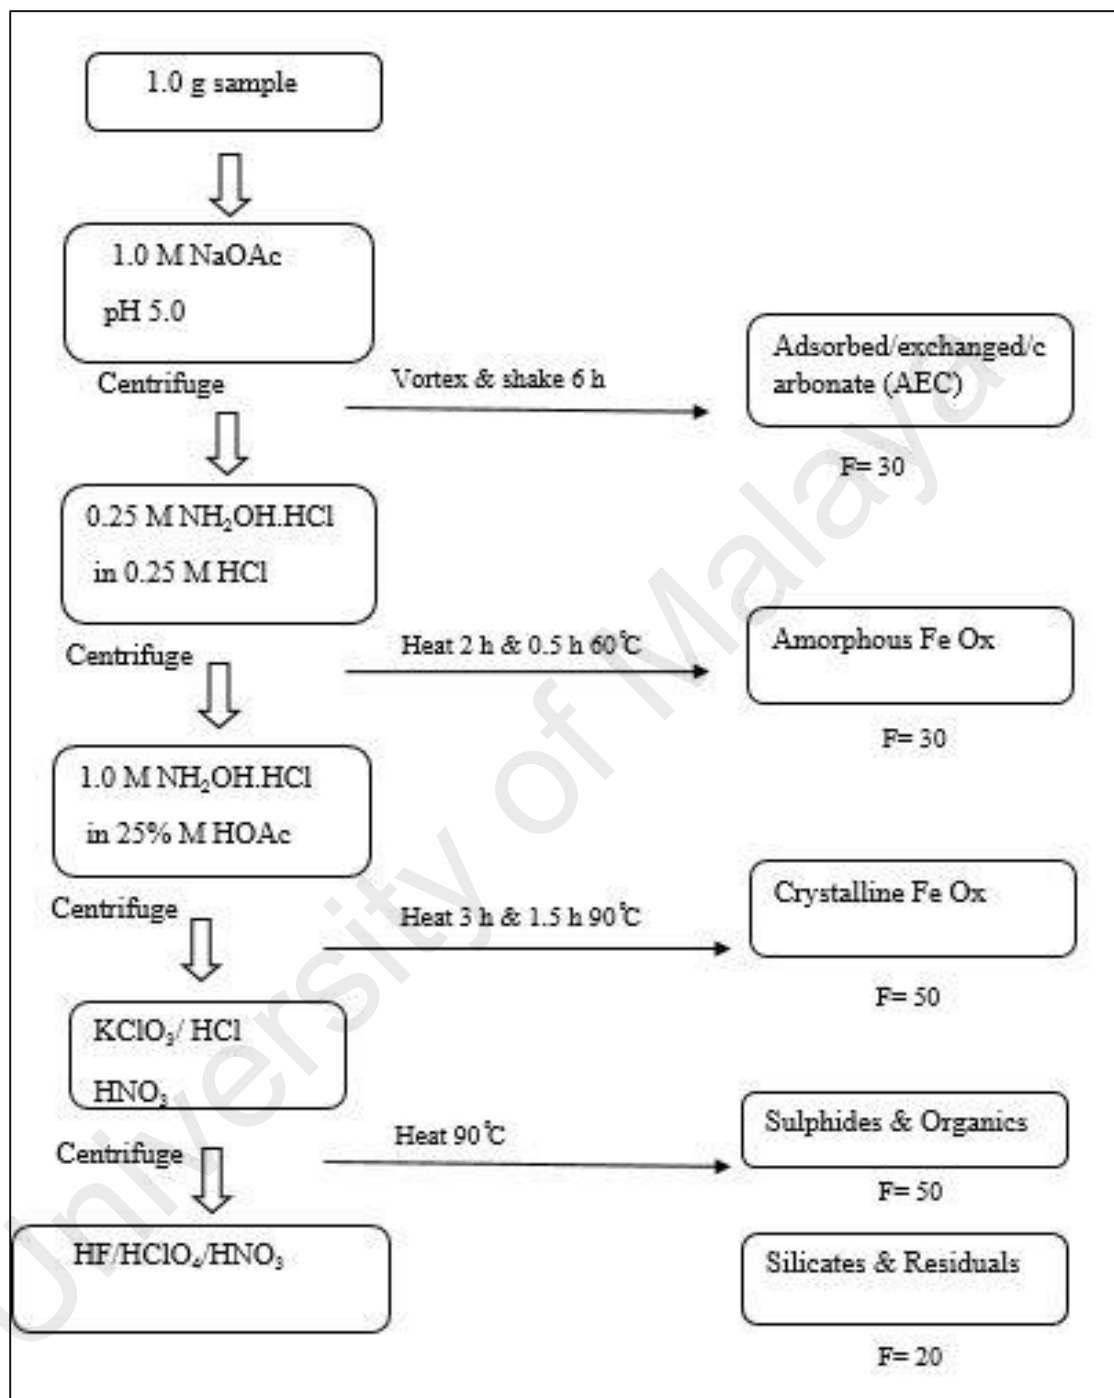 1.0 g sample
1.0 M NaOAc
pH 5.0
Centrifuge
Vortex & shake 6 h
Adsorbed/exchanged/c
arbonate (AEC)
F= 30
0.25 M NH₂OH.HCl
in 0.25 M HCl
Centrifuge
Heat 2 h & 0.5 h 60°C
Amorphous Fe Ox
F= 30
1.0 M NH₂OH.HCl
in 25% M HOAc
Centrifuge
Heat 3 h & 1.5 h 90°C
Crystalline Fe Ox
F= 50
KClO₃/ HCl
HNO₃
Centrifuge
Heat 90°C
Sulphides & Organics
F= 50
HF/HClO₄/HNO₃
Silicates & Residuals
F= 20
University of Malaya